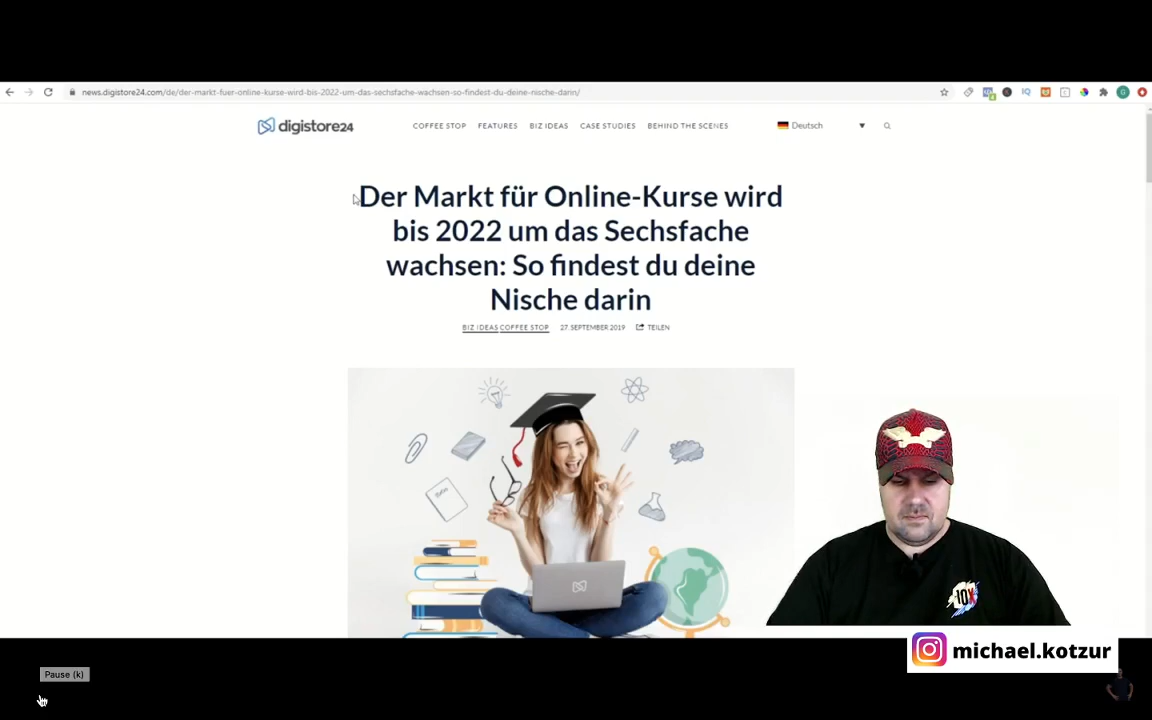 news.digistore24.com/de/der-markt-fuer-online-kurse-wird-bis-2022-um-das-sechsfache-wachsen-so-findest-du-deine-nische-darin/
digistore24
COFFEE STOP FEATURES BIZ IDEAS CASE STUDIES BEHIND THE SCENES Deutsch
Der Markt für Online-Kurse wird
bis 2022 um das Sechsfache
wachsen: So findest du deine
Nische darin
BIZ IDEAS COFFEE STOP 27. SEPTEMBER 2019 TEILEN
10X
michael.kotzur
Pause (k)